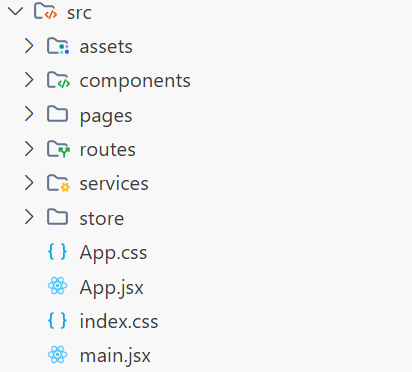 src
assets
components
pages
routes
services
store
App.css
App.jsx
index.css
main.jsx